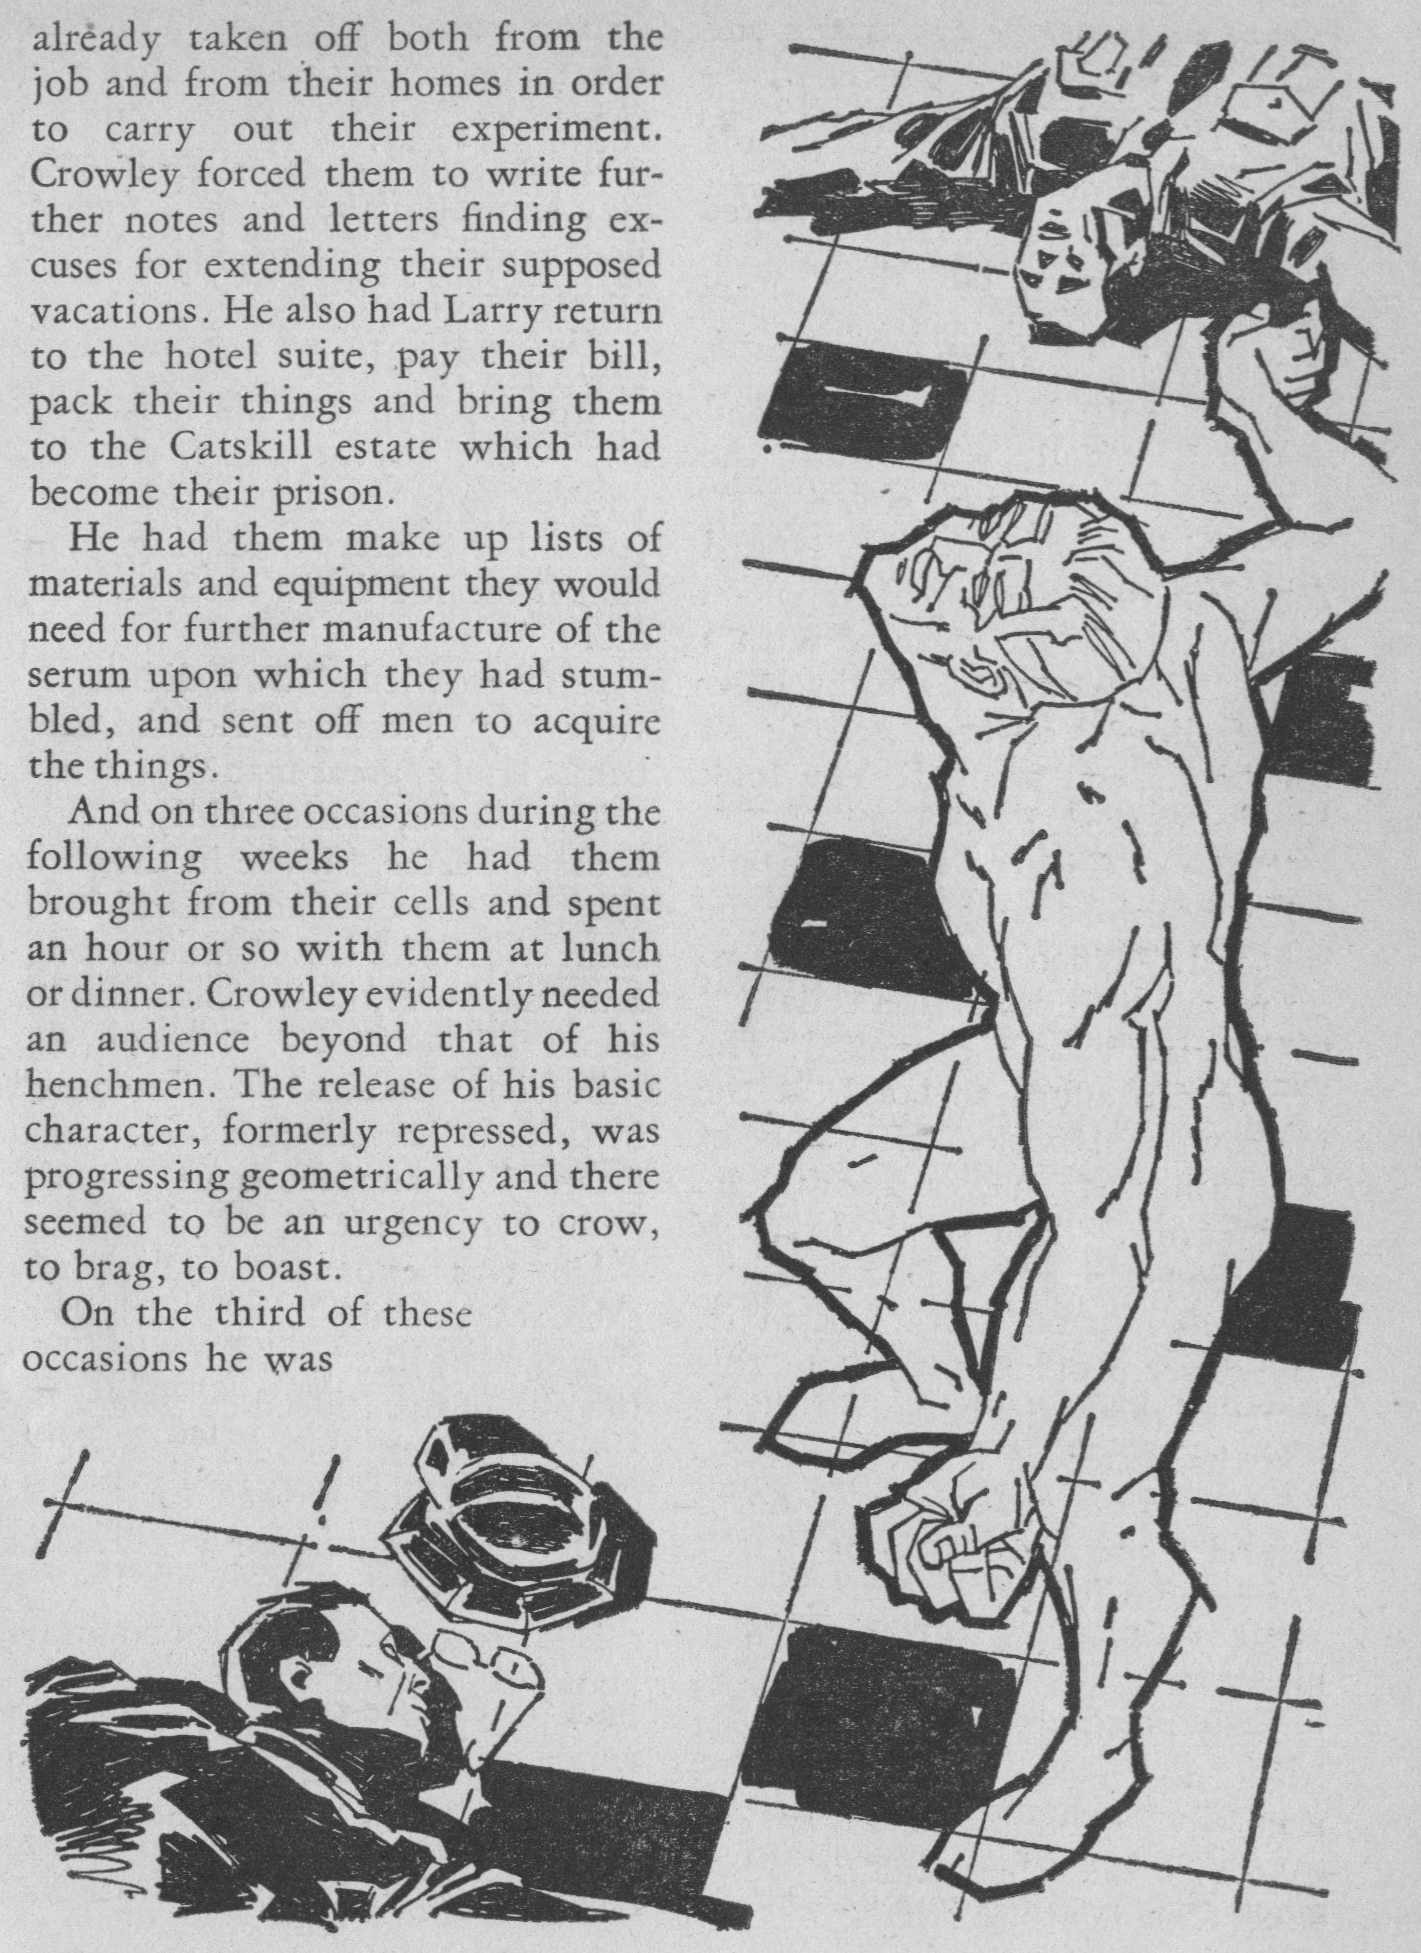 already taken off both from the
job and from their homes in order
to carry out their experiment.
Crowley forced them to write fur-
ther notes and letters finding ex-
cuses for extending their supposed
vacations. He also had Larry return
to the hotel suite, pay their bill,
pack their things and bring them
to the Catskill estate which had
become their prison.
He had them make up lists of
materials and equipment they would
need for further manufacture of the
serum upon which they had stum-
bled, and sent off men to acquire
the things.
And on three occasions during the
following weeks he had them
brought from their cells and spent
an hour or so with them at lunch
or dinner. Crowley evidently needed
an audience beyond that of his
henchmen. The release of his basic
character, formerly repressed, was
progressing geometrically and there
seemed to be an urgency to crow,
to brag, to boast.
On the third of these
occasions he was